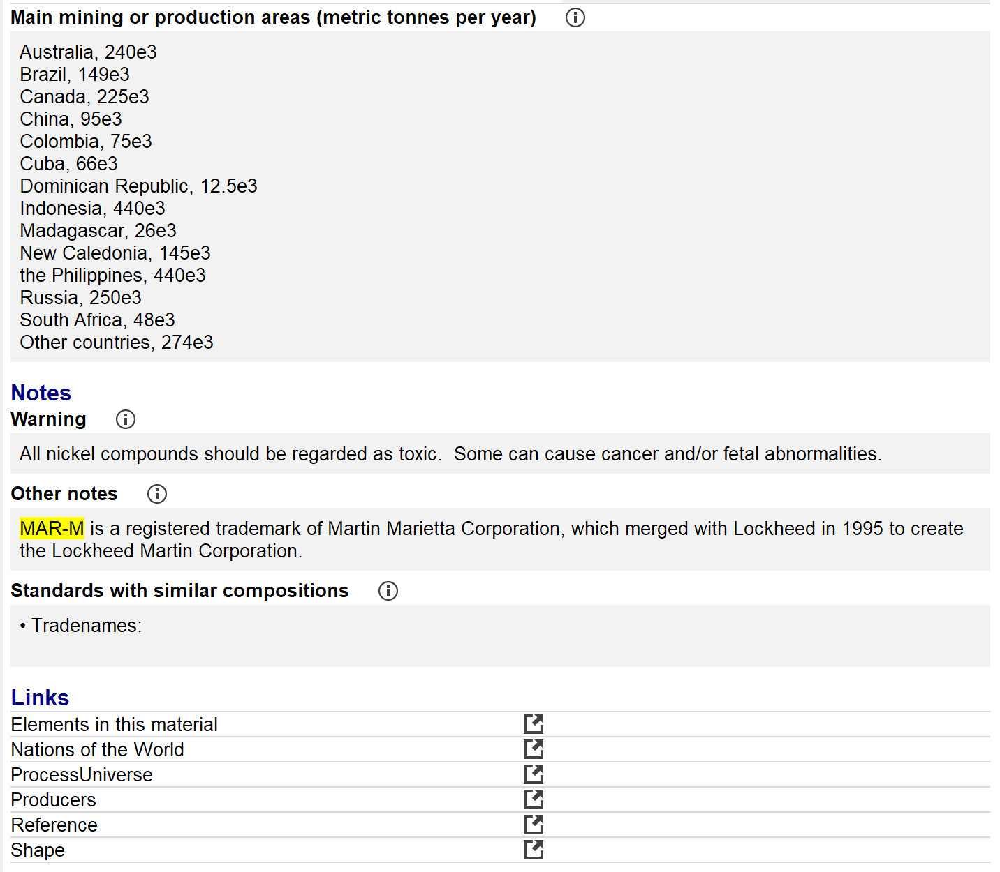 Main mining or production areas (metric tonnes per year)
Australia, 240e3
Brazil, 149e3
Canada, 225e3
China, 95e3
Colombia, 75e3
Cuba, 66e3
Dominican Republic, 12.5e3
Indonesia, 440e3
Madagascar, 26e3
New Caledonia, 145e3
the Philippines, 440e3
Russia, 250e3
South Africa, 48e3
Other countries, 274e3
Notes
Warning
All nickel compounds should be regarded as toxic.  Some can cause cancer and/or fetal abnormalities.
Other notes
MAR-M is a registered trademark of Martin Marietta Corporation, which merged with Lockheed in 1995 to create
the Lockheed Martin Corporation.
Standards with similar compositions
• Tradenames:
Links
Elements in this material
Nations of the World
ProcessUniverse
Producers
Reference
Shape